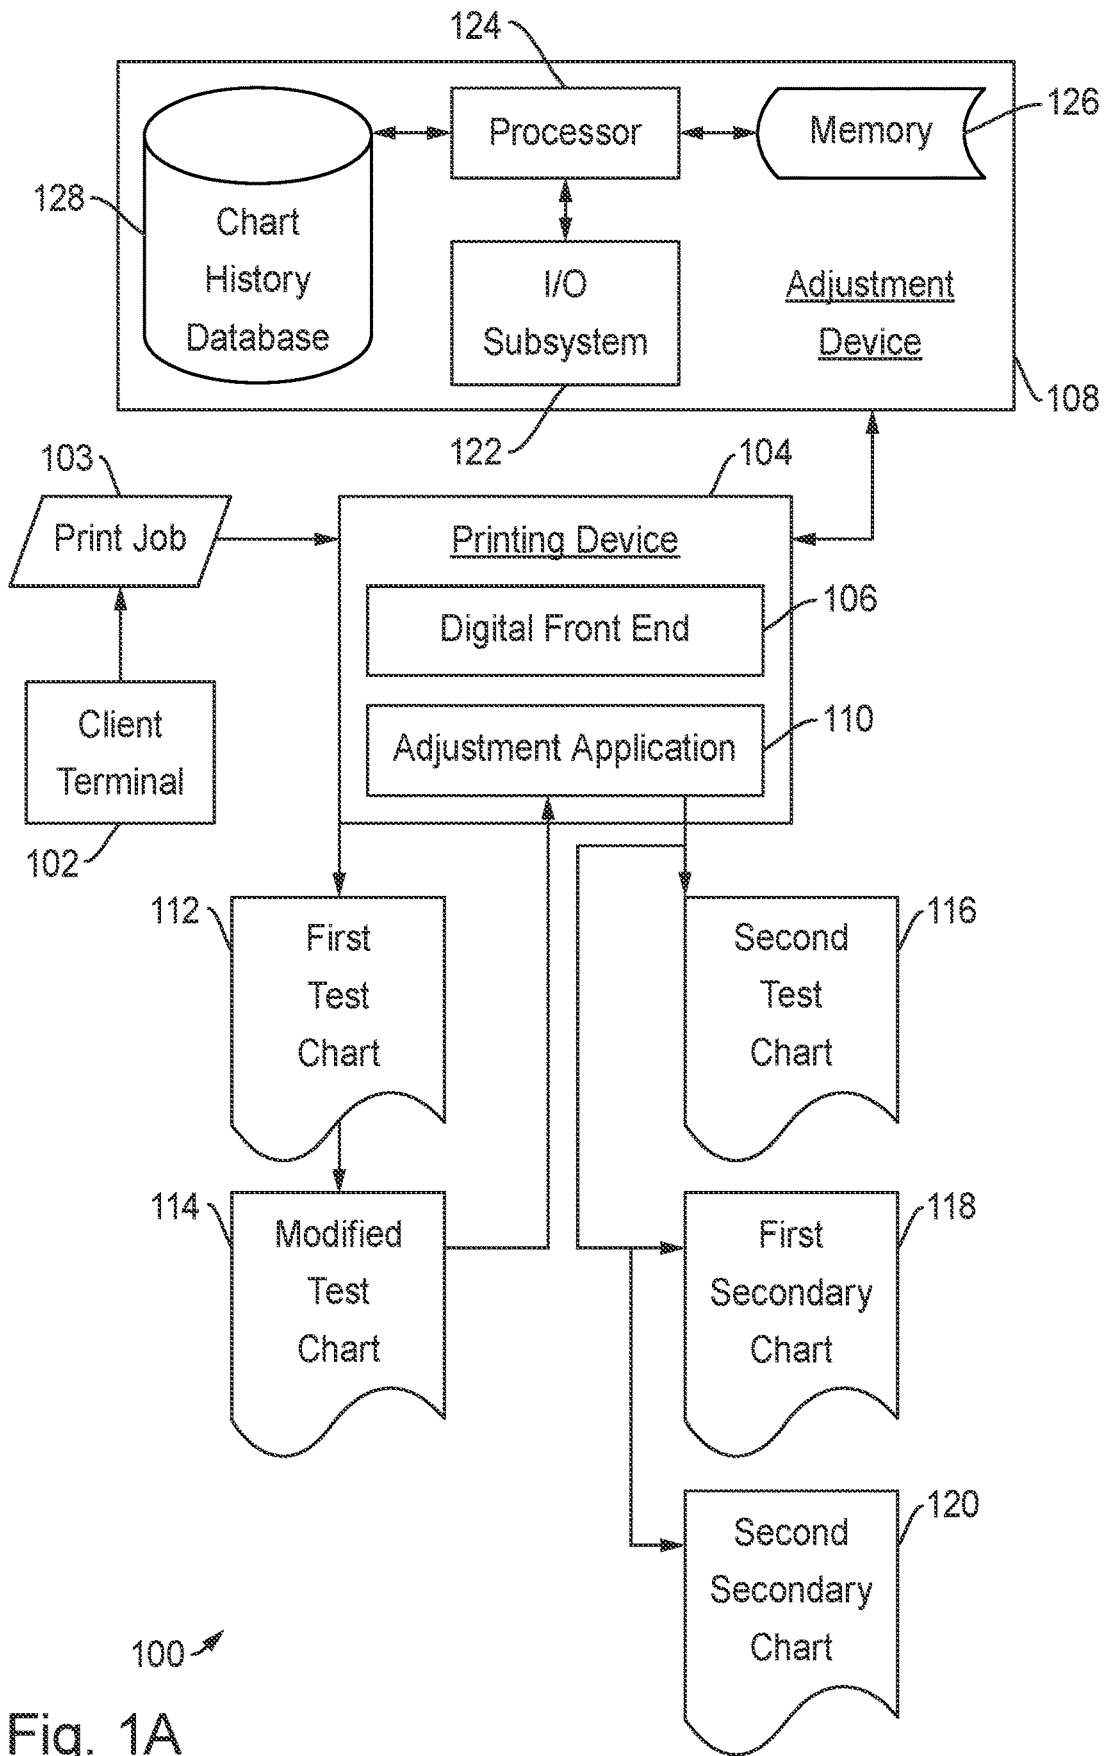 124
Processor
Memory
126
128
Chart
History
Database
I/O
Subsystem
Adjustment
Device
108
122
103
Print Job
104
Printing Device
106
Digital Front End
Client
Terminal
110
Adjustment Application
102
112
First
Test
Chart
116
Second
Test
Chart
114
Modified
Test
Chart
118
First
Secondary
Chart
120
Second
Secondary
Chart
100
Fig. 1A